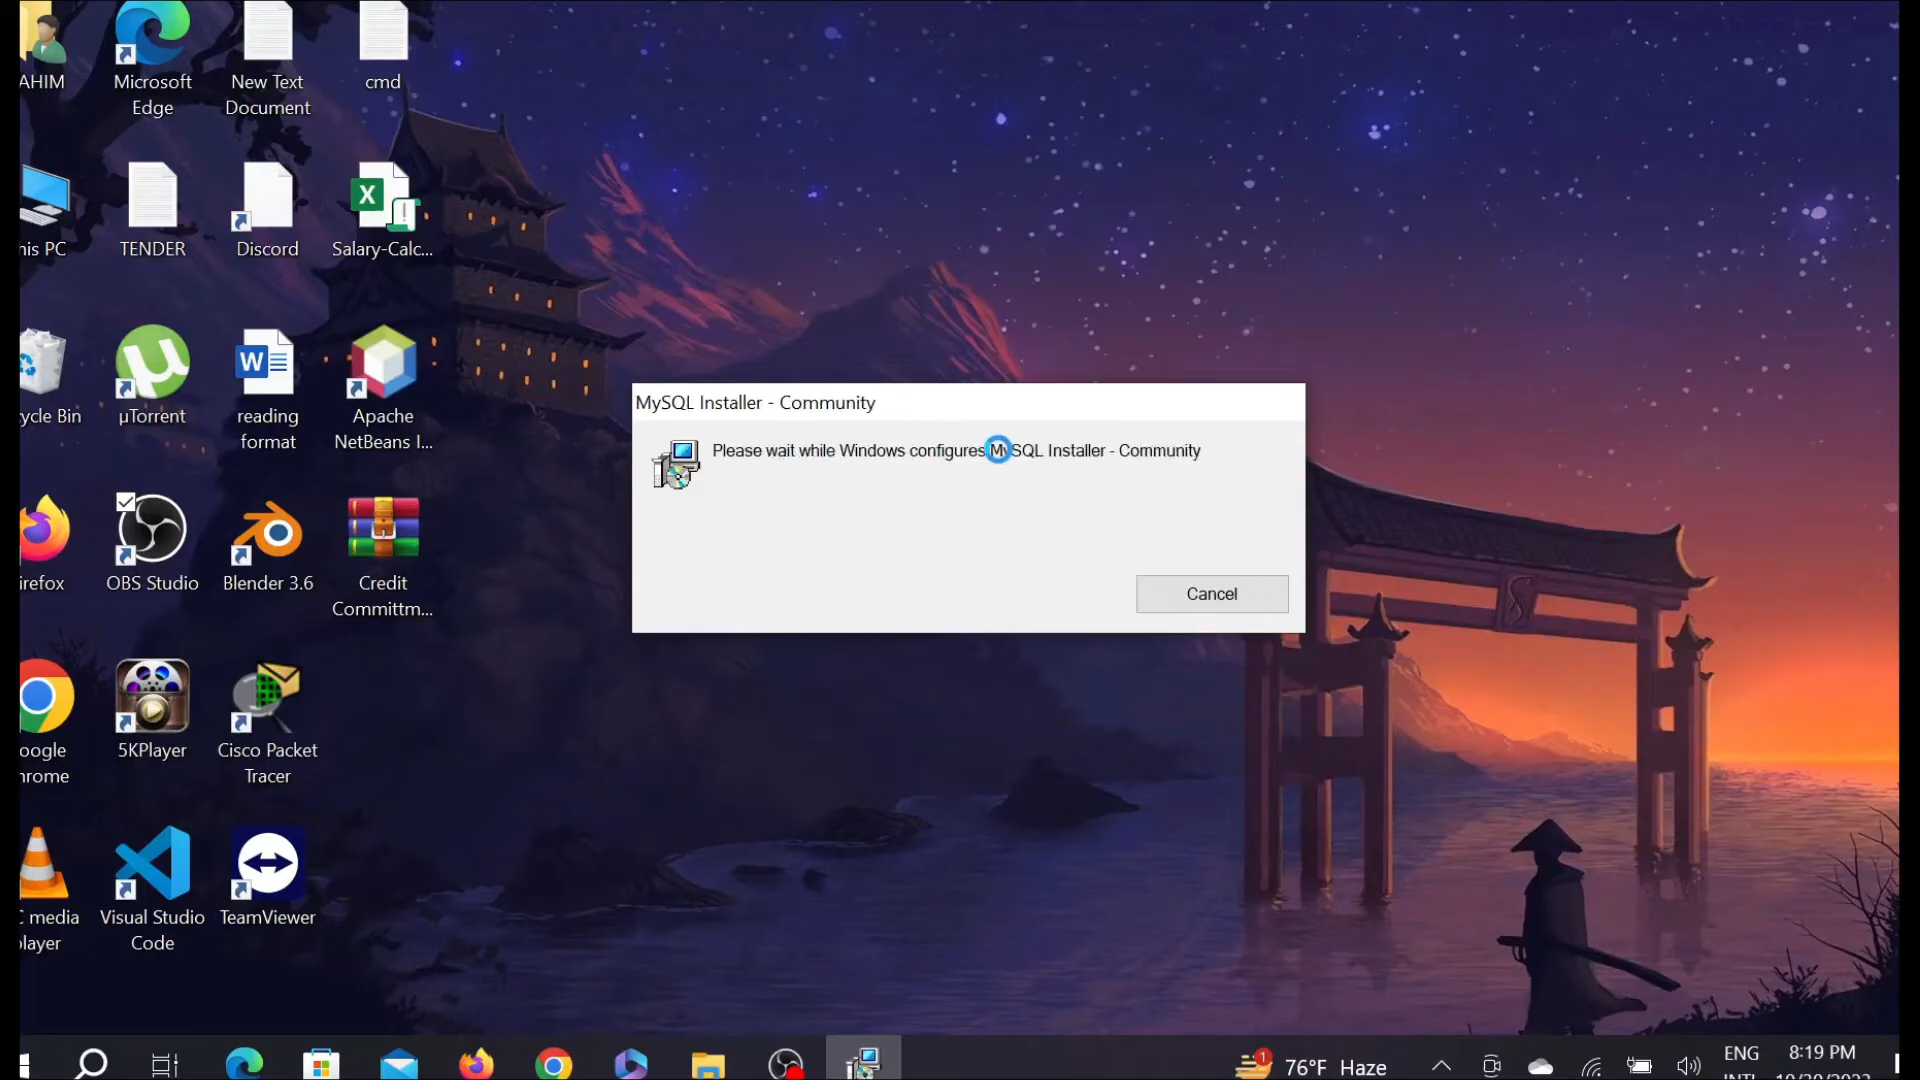 AHIM
Microsoft
Edge
New Text
Document
cmd
his PC
TENDER
Discord
Salary-Calc...
ycle Bin
µTorrent
reading
format
Apache
NetBeans I...
irefox
OBS Studio
Blender 3.6
Credit
Committm...
oogle
hrome
5KPlayer
Cisco Packet
Tracer
C media
player
Visual Studio
Code
TeamViewer
MySQL Installer - Community
Please wait while Windows configures MySQL Installer - Community
Cancel
1
76°F Haze
ENG
INTL
8:19 PM